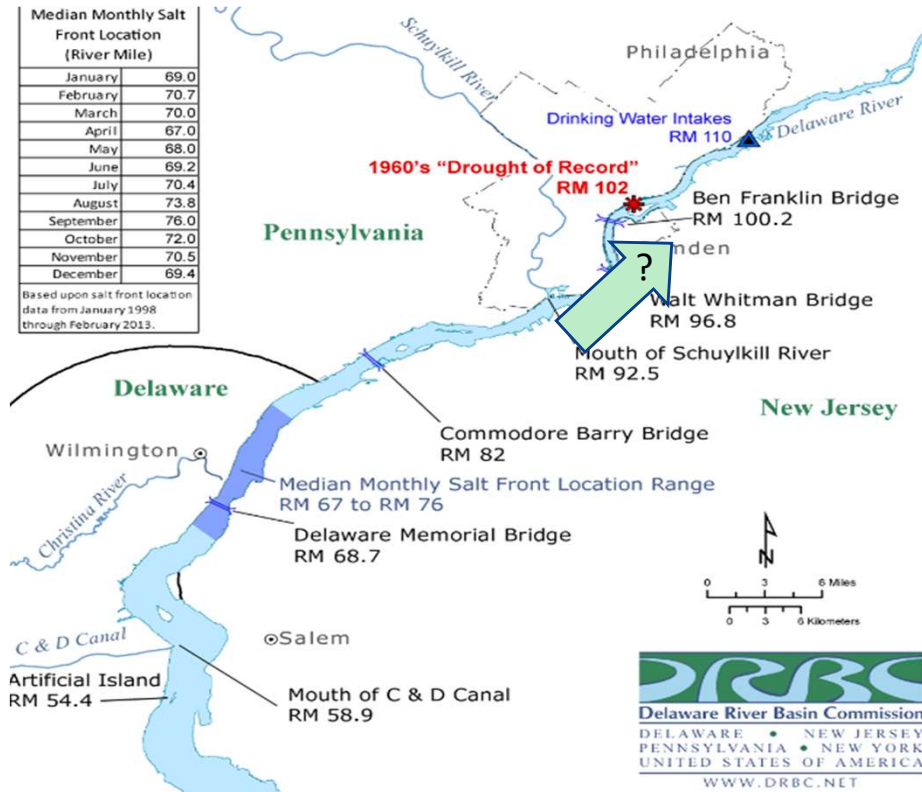 Median Monthly Salt
Front Location
(River Mile)
January 69.0
February 70.7
March 70.0
April 67.0
May 68.0
June 69.2
July 70.4
August 73.8
September 76.0
October 72.0
November 70.5
December 69.4
Based upon salt front location
data from January 1998
through February 2013.
Schuylkill River
Philadelphia
Drinking Water Intakes
RM 110
Delaware River
1960's “Drought of Record”
RM 102
Ben Franklin Bridge
RM 100.2
Pennsylvania
mden
?
Walt Whitman Bridge
RM 96.8
Mouth of Schuylkill River
RM 92.5
Delaware
New Jersey
Commodore Barry Bridge
RM 82
Wilmington
Median Monthly Salt Front Location Range
RM 67 to RM 76
Christina River
Delaware Memorial Bridge
RM 68.7
N
0 3 6 Miles
0 3 6 Kilometers
Salem
C & D Canal
Artificial Island
RM 54.4
Mouth of C & D Canal
RM 58.9
DRBC
Delaware River Basin Commission
DELAWARE • NEW JERSEY
PENNSYLVANIA • NEW YORK
UNITED STATES OF AMERICA
WWW.DRBC.NET